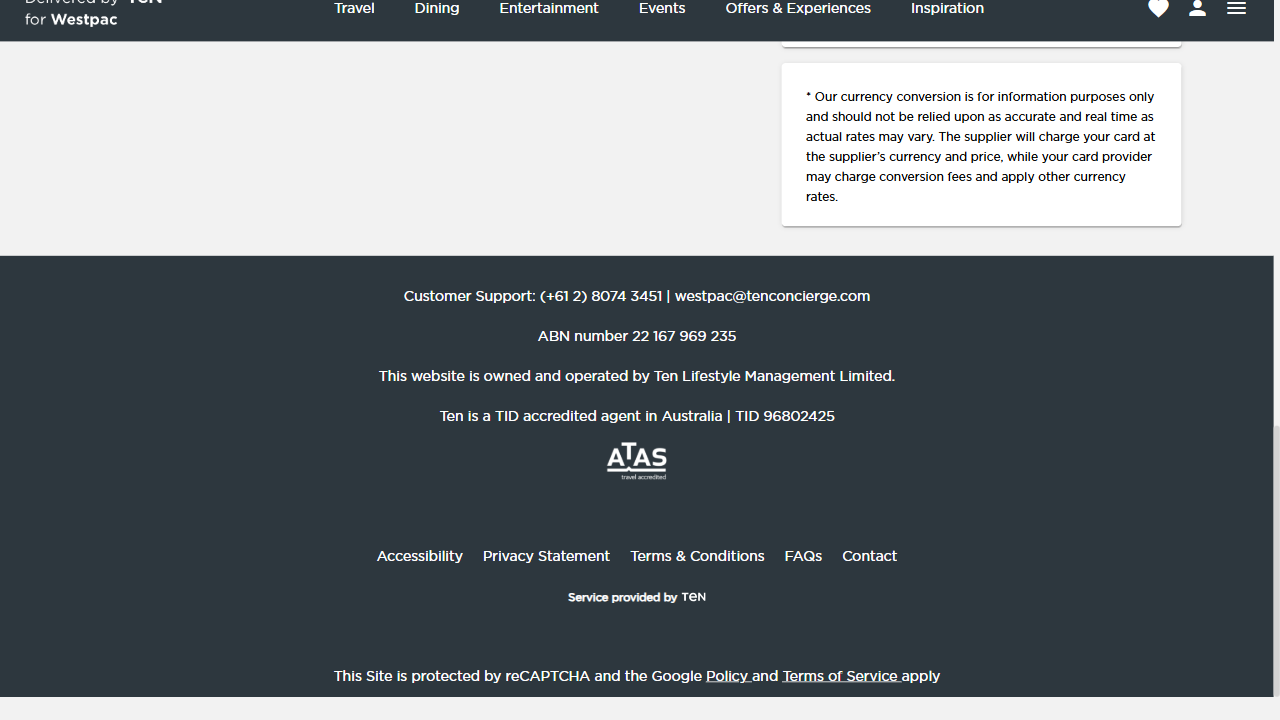 Delivered by Ten
for Westpac
Travel
Dining
Entertainment
Events
Offers & Experiences
Inspiration
* Our currency conversion is for information purposes only
and should not be relied upon as accurate and real time as
actual rates may vary. The supplier will charge your card at
the supplier's currency and price, while your card provider
may charge conversion fees and apply other currency
rates.
Customer Support: (+61 2) 8074 3451 | westpac@tenconcierge.com
ABN number 22 167 969 235
This website is owned and operated by Ten Lifestyle Management Limited.
Ten is a TID accredited agent in Australia | TID 96802425
ATAS
travel accredited
Accessibility
Privacy Statement
Terms & Conditions
FAQs
Contact
Service provided by TEN
This Site is protected by reCAPTCHA and the Google Policy and Terms of Service apply